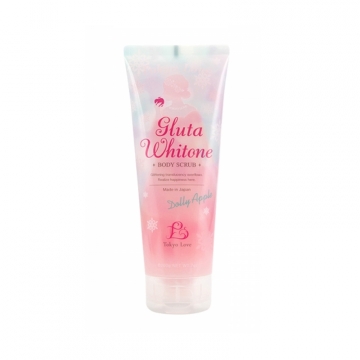 Gluta
Whitone
• BODY SCRUB •
Made in Japan
Dolly Apple
Tokyo Love